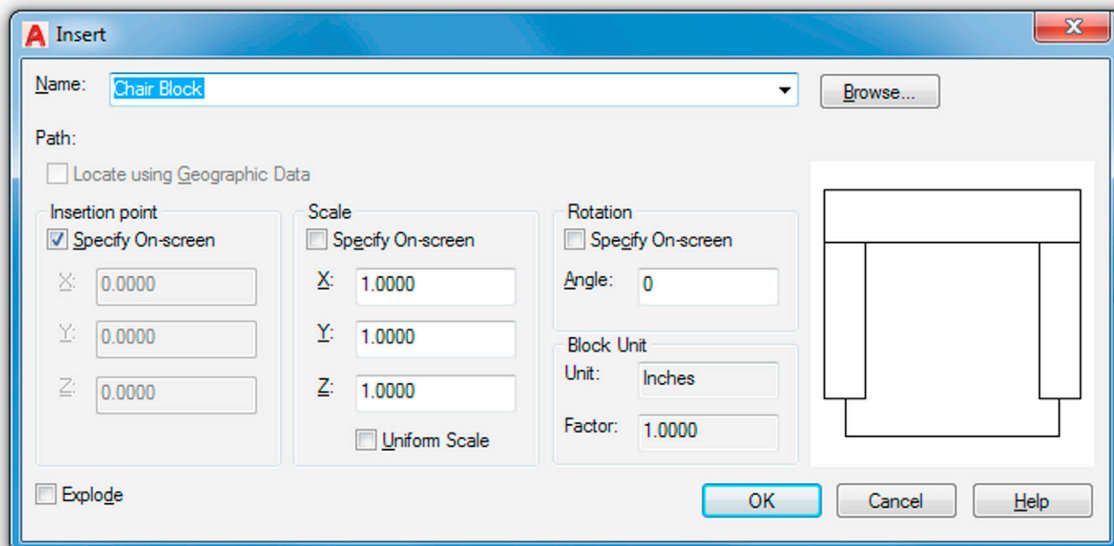 Insert
Name: Chair Block Browse...
Path:
Locate using Geographic Data
Insertion point
Specify On-screen
X: 0.0000
Y: 0.0000
Z: 0.0000
Scale
Specify On-screen
X: 1.0000
Y: 1.0000
Z: 1.0000
Uniform Scale
Rotation
Specify On-screen
Angle: 0
Block Unit
Unit: Inches
Factor: 1.0000
Explode
OK Cancel Help